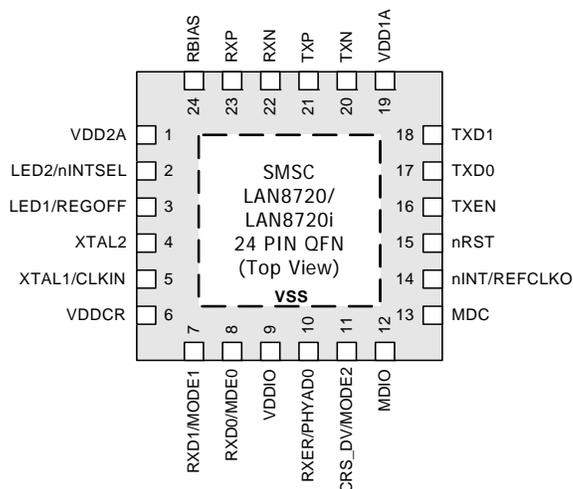 RBIAS
RXP
RXN
TXP
TXN
VDD1A
24
23
22
21
20
19
VDD2A 1
LED2/nINTSEL 2
LED1/REGOFF 3
XTAL2 4
XTAL1/CLKIN 5
VDDCR 6
SMSC
LAN8720/
LAN8720i
24 PIN QFN
(Top View)
VSS
18 TXD1
17 TXD0
16 TXEN
15 nRST
14 nINT/REFCLKO
13 MDC
7
8
9
10
11
12
RXD1/MODE1
RXD0/MDE0
VDDIO
RXER/PHYAD0
CRS_DV/MODE2
MDIO